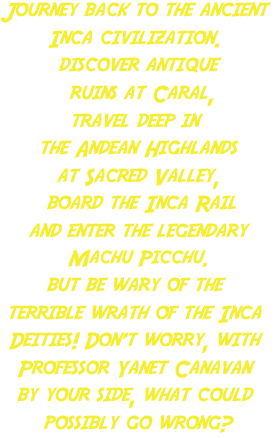 Journey back to the ancient
Inca civilization.
Discover antique
ruins at Caral,
travel deep in
the Andean Highlands
at Sacred Valley,
board the Inca Rail
and enter the legendary
Machu Picchu.
But be wary of the
terrible wrath of the Inca
Deities! Don't worry, with
Professor Yanet Canavan
by your side, what could
possibly go wrong?